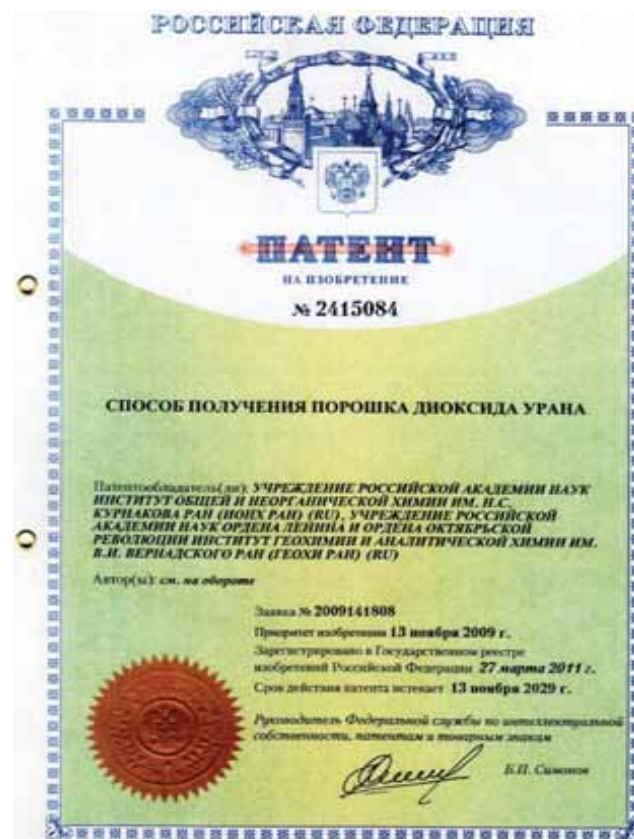 РОССИЙСКАЯ ФЕДЕРАЦИЯ
ПАТЕНТ
НА ИЗОБРЕТЕНИЕ
№ 2415084
СПОСОБ ПОЛУЧЕНИЯ ПОРОШКА ДИОКСИДА УРАНА
Патентообладатель(ли): УЧРЕЖДЕНИЕ РОССИЙСКОЙ АКАДЕМИИ НАУК
ИНСТИТУТ ОБЩЕЙ И НЕОРГАНИЧЕСКОЙ ХИМИИ ИМ. Н.С.
КУРНАКОВА РАН (ИОНХ РАН) (RU), УЧРЕЖДЕНИЕ РОССИЙСКОЙ
АКАДЕМИИ НАУК ОРДЕНА ЛЕНИНА И ОРДЕНА ОКТЯБРЬСКОЙ
РЕВОЛЮЦИИ ИНСТИТУТ ГЕОХИМИИ И АНАЛИТИЧЕСКОЙ ХИМИИ ИМ.
В.И. ВЕРНАДСКОГО РАН (ГЕОХИ РАН) (RU)
Автор(ы): см. на обороте
Заявка № 2009141808
Приоритет изобретения 13 ноября 2009 г.
Зарегистрировано в Государственном реестре
изобретений Российской Федерации 27 марта 2011 г.
Срок действия патента истекает 13 ноября 2029 г.
Руководитель Федеральной службы по интеллектуальной
собственности, патентам и товарным знакам
Б.П. Симонов